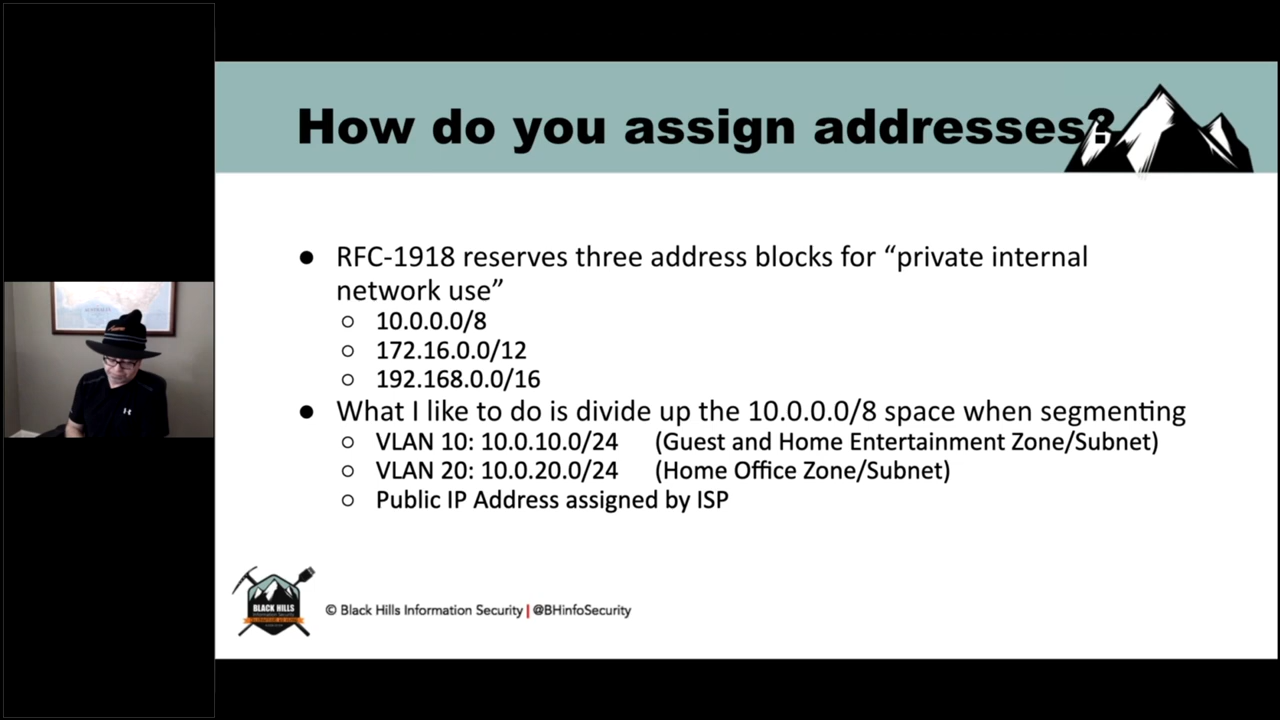 How do you assign addresses?
● RFC-1918 reserves three address blocks for “private internal
network use”
○ 10.0.0.0/8
○ 172.16.0.0/12
○ 192.168.0.0/16
● What I like to do is divide up the 10.0.0.0/8 space when segmenting
○ VLAN 10: 10.0.10.0/24 (Guest and Home Entertainment Zone/Subnet)
○ VLAN 20: 10.0.20.0/24 (Home Office Zone/Subnet)
○ Public IP Address assigned by ISP
BLACK HILLS
Information Security
© Black Hills Information Security | @BHinfoSecurity